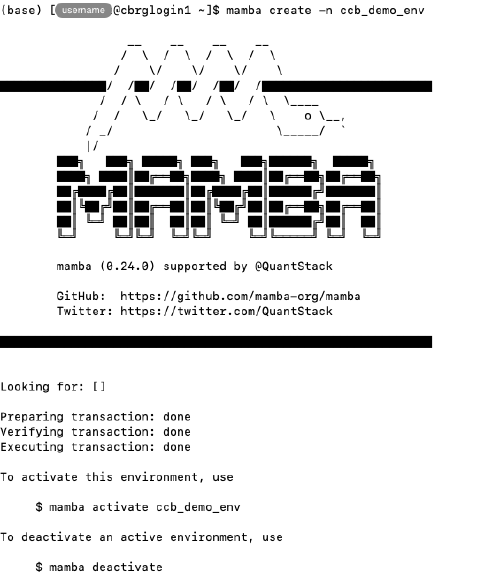 (base) [username@cbrglogin1 ~]$ mamba create -n ccb_demo_env
MAMBA
mamba (0.24.0) supported by @QuantStack
GitHub:  https://github.com/mamba-org/mamba
Twitter: https://twitter.com/QuantStack
Looking for: []
Preparing transaction: done
Verifying transaction: done
Executing transaction: done
To activate this environment, use
$ mamba activate ccb_demo_env
To deactivate an active environment, use
$ mamba deactivate